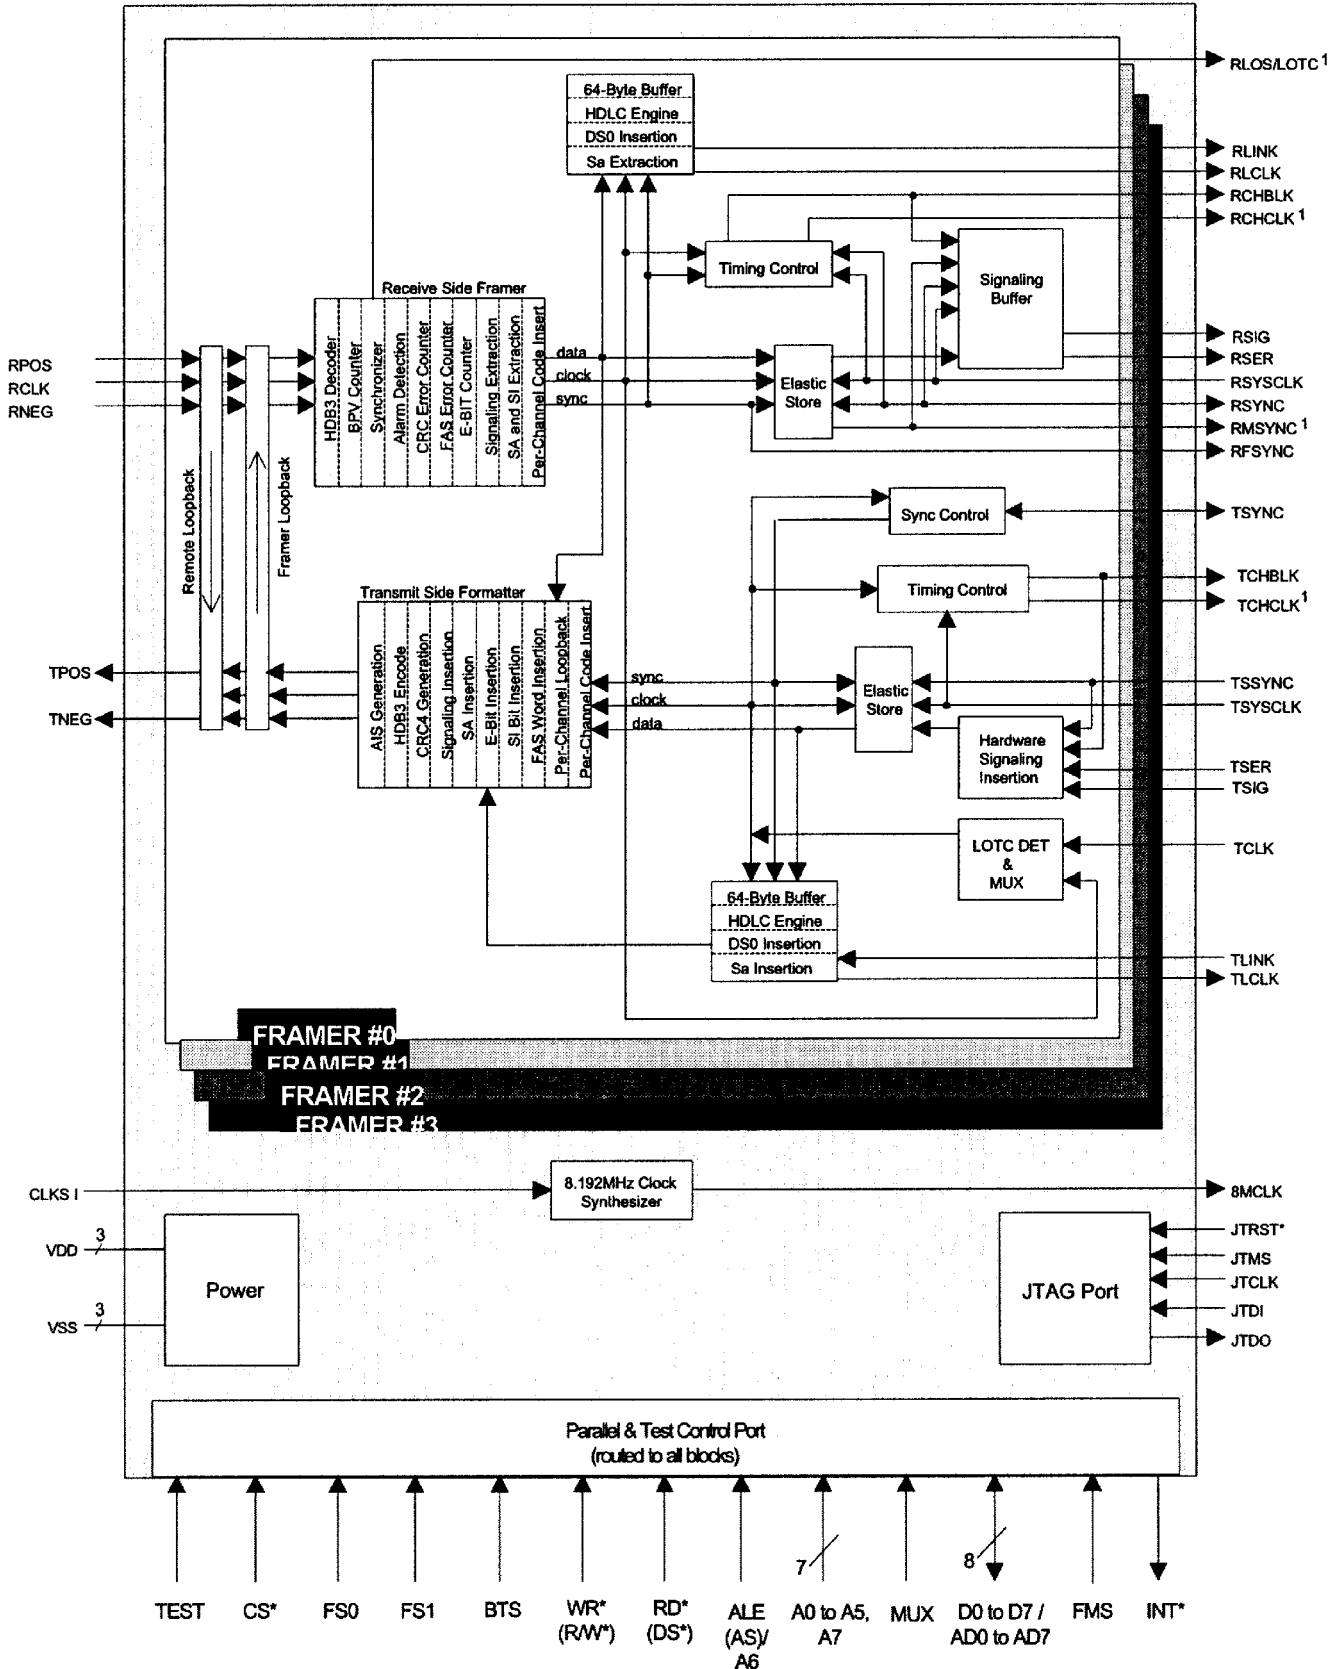 RLOS/LOTC 1
64-Byte Buffer
HDLC Engine
DS0 Insertion
Sa Extraction
RLINK
RLCLK
RCHBLK
RCHCLK 1
Timing Control
Signaling
Buffer
Receive Side Framer
HDB3 Decoder
BPV Counter
Synchronizer
Alarm Detection
CRC Error Counter
FAS Error Counter
E-BIT Counter
Signaling Extraction
SA and SI Extraction
Per-Channel Code Insert
RPOS
RCLK
RNEG
data
clock
sync
Elastic
Store
RSIG
RSER
RSYSCLK
RSYNC
RMSYNC 1
RFSYNC
Remote Loopback
Framer Loopback
Sync Control
TSYNC
Timing Control
TCHBLK
TCHCLK 1
Transmit Side Formatter
AIS Generation
HDB3 Encode
CRC4 Generation
Signaling Insertion
SA Insertion
E-Bit Insertion
SI Bit Insertion
FAS Word Insertion
Per-Channel Loopback
Per-Channel Code Insert
TPOS
TNEG
sync
clock
data
Elastic
Store
TSSYNC
TSYSCLK
Hardware
Signaling
Insertion
TSER
TSIG
LOTC DET
&
MUX
TCLK
64-Byte Buffer
HDLC Engine
DS0 Insertion
Sa Insertion
TLINK
TLCLK
FRAMER #0
FRAMER #1
FRAMER #2
FRAMER #3
CLKS I
8.192MHz Clock
Synthesizer
8MCLK
VDD
3
VSS
3
Power
JTAG Port
JTRST*
JTMS
JTCLK
JTDI
JTDO
Parallel & Test Control Port
(routed to all blocks)
7
8
TEST
CS*
FS0
FS1
BTS
WR*
(R/W*)
RD*
(DS*)
ALE
(AS)/
A6
A0 to A5,
A7
MUX
D0 to D7 /
AD0 to AD7
FMS
INT*